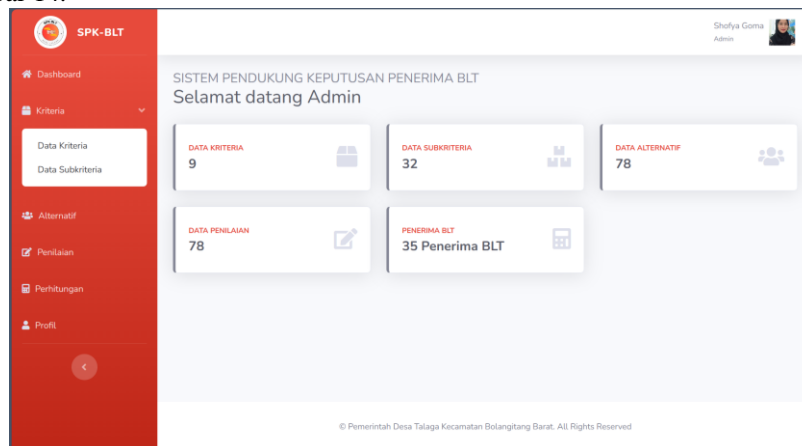 SPK-BLT
Shofya Goma
Admin
Dashboard
Kriteria
Data Kriteria
Data Subkriteria
Alternatif
Penilaian
Perhitungan
Profil
SISTEM PENDUKUNG KEPUTUSAN PENERIMA BLT
Selamat datang Admin
DATA KRITERIA
9
DATA SUBKRITERIA
32
DATA ALTERNATIF
78
DATA PENILAIAN
78
PENERIMA BLT
35 Penerima BLT
© Pemerintah Desa Talaga Kecamatan Bolangitang Barat. All Rights Reserved